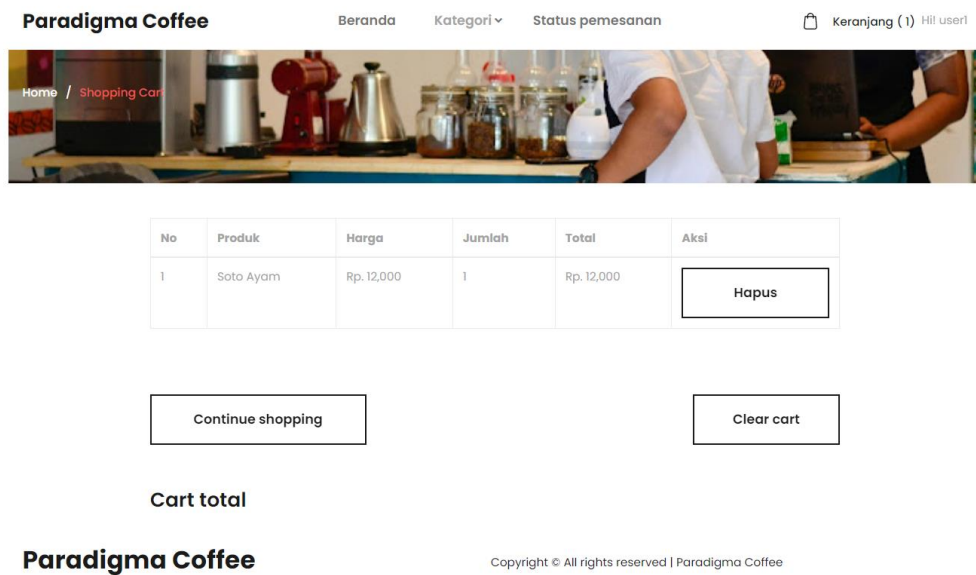 Paradigma Coffee Beranda Kategori Status pemesanan Keranjang ( 1) Hi! user1
Home / Shopping Cart
No Produk Harga Jumlah Total Aksi
1 Soto Ayam Rp. 12,000 1 Rp. 12,000 Hapus
Continue shopping Clear cart
Cart total
Paradigma Coffee Copyright © All rights reserved | Paradigma Coffee